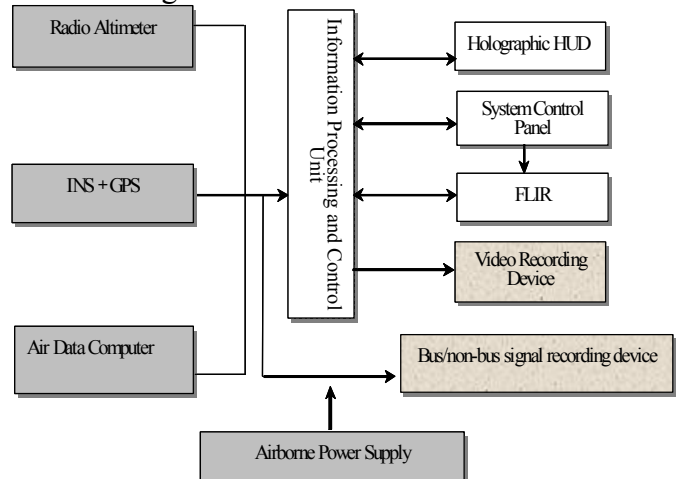 Radio Altimeter
INS + GPS
Air Data Computer
Information Processing and Control
Unit
Holographic HUD
System Control
Panel
FLIR
Video Recording
Device
Bus/non-bus signal recording device
Airborne Power Supply